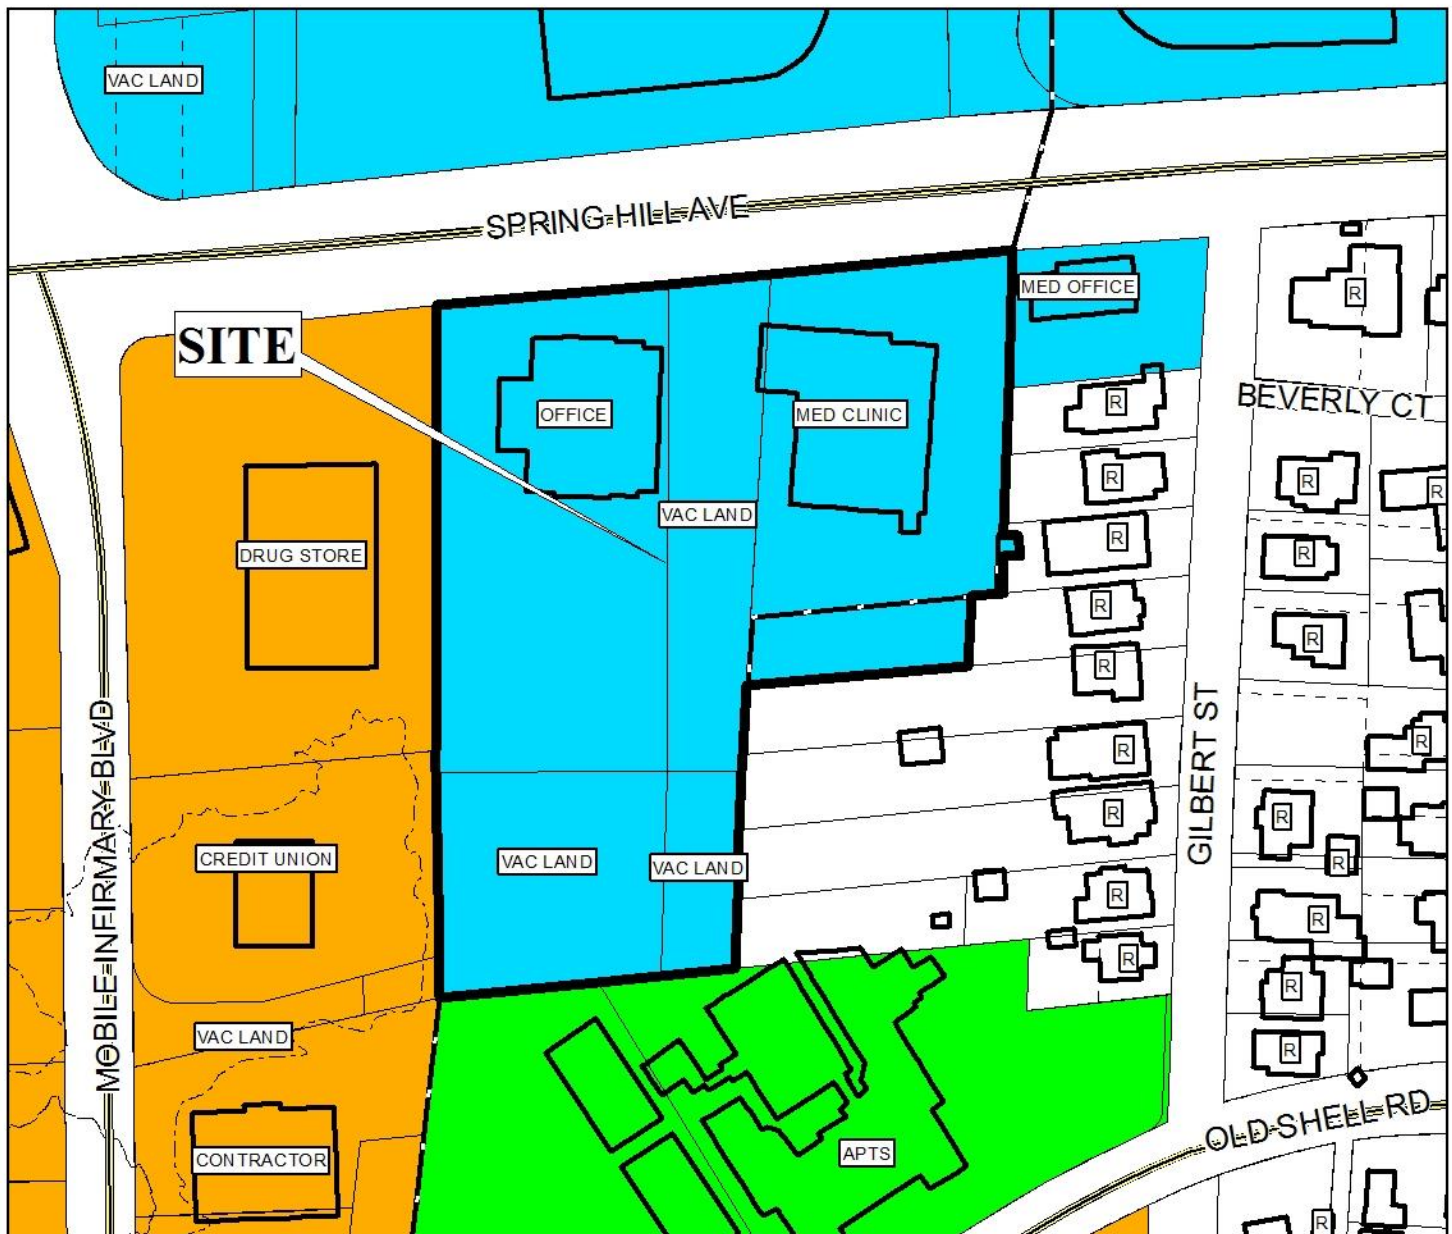 VAC LAND
SPRING HILL AVE
MED OFFICE
R
SITE
R
BEVERLY CT
OFFICE
MED CLINIC
R
R
R
VAC LAND
R
DRUG STORE
R
R
R
R
R
GILBERT ST
R
R
MOBILE INFIRMARY BLVD
R
R
CREDIT UNION
VAC LAND
VAC LAND
R
R
R
R
R
VAC LAND
R
OLD SHELL RD
CONTRACTOR
APTS
R